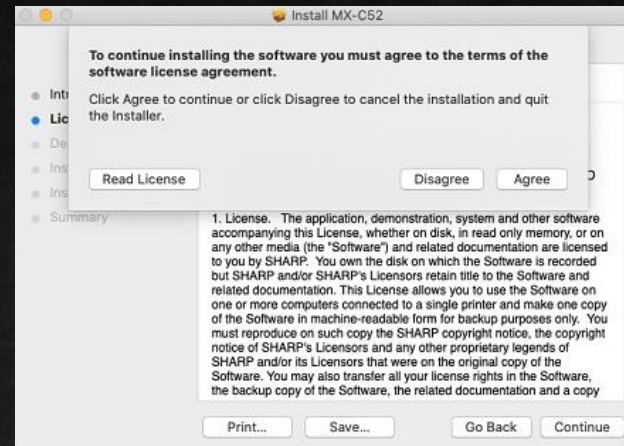 Install MX-C52
To continue installing the software you must agree to the terms of the
software license agreement.
Click Agree to continue or click Disagree to cancel the installation and quit
the Installer.
Read License
Disagree
Agree
Summary
1. License. The application, demonstration, system and other software
accompanying this License, whether on disk, in read only memory, or on
any other media (the "Software") and related documentation are licensed
to you by SHARP. You own the disk on which the Software is recorded
but SHARP and/or SHARP's Licensors retain title to the Software and
related documentation. This License allows you to use the Software on
one or more computers connected to a single printer and make one copy
of the Software in machine-readable form for backup purposes only. You
must reproduce on such copy the SHARP copyright notice, the copyright
notice of SHARP's Licensors and any other proprietary legends of
SHARP and/or its Licensors that were on the original copy of the
Software. You may also transfer all your license rights in the Software,
the backup copy of the Software, the related documentation and a copy
Print...
Save...
Go Back
Continue